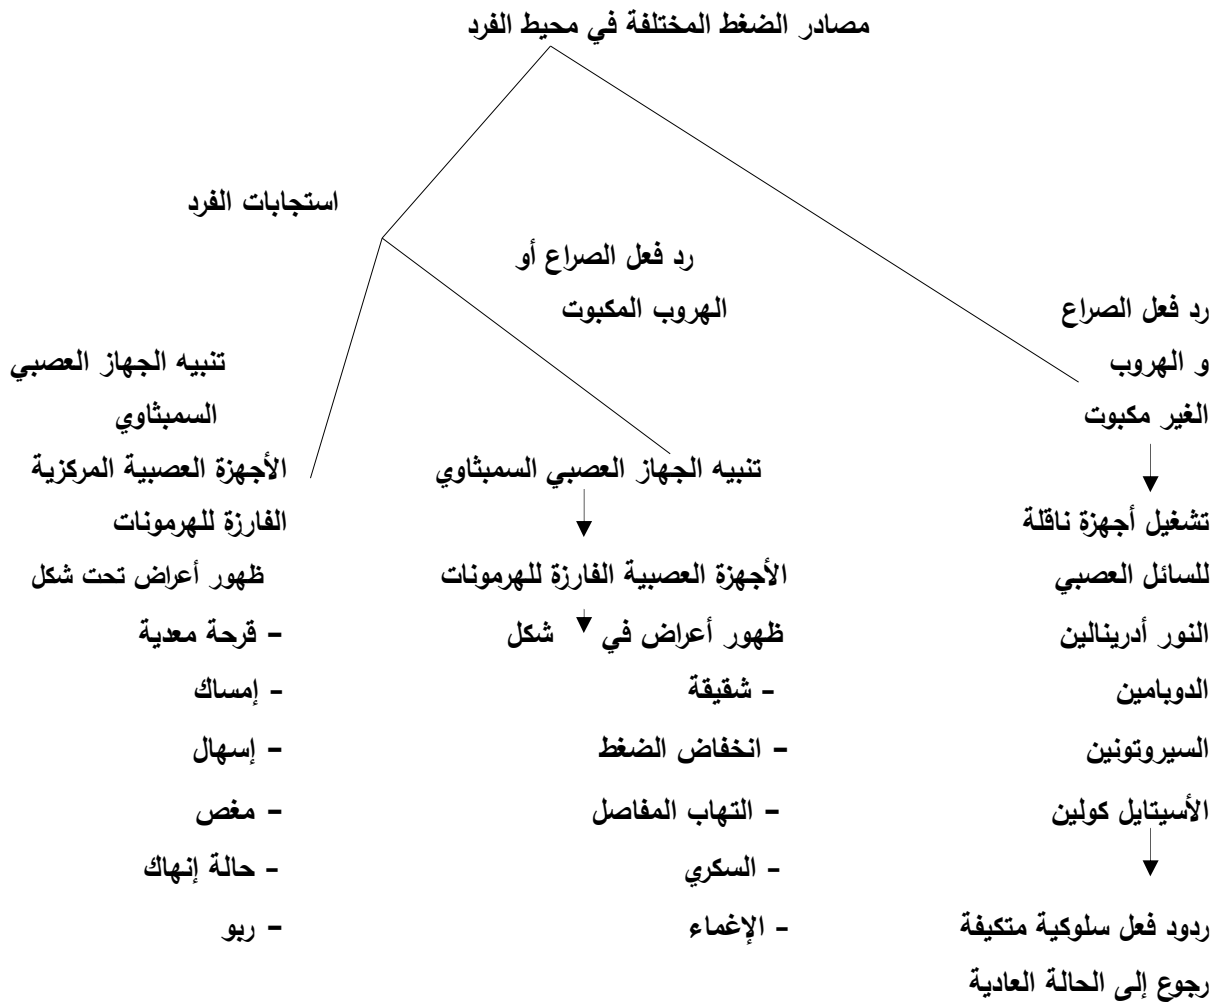 مصادر الضغط المختلفة في محيط الفرد
استجابات الفرد
رد فعل الصراع
و الهروب
الغير مكبوت
تشغيل أجهزة ناقلة
للسائل العصبي
النور أدرينالين
الدوبامين
السيروتونين
الأسيتايل كولين
ردود فعل سلوكية متكيفة
رجوع إلى الحالة العادية
رد فعل الصراع أو
الهروب المكبوت
تنبيه الجهاز العصبي السمبثاوي
الأجهزة العصبية الفارزة للهرمونات
ظهور أعراض في شكل
- شقيقة
- انخفاض الضغط
- التهاب المفاصل
- السكري
- الإغماء
تنبيه الجهاز العصبي
السمبثاوي
الأجهزة العصبية المركزية
الفارزة للهرمونات
ظهور أعراض تحت شكل
- قرحة معدية
- إمساك
- إسهال
- مغص
- حالة إنهاك
- ربو